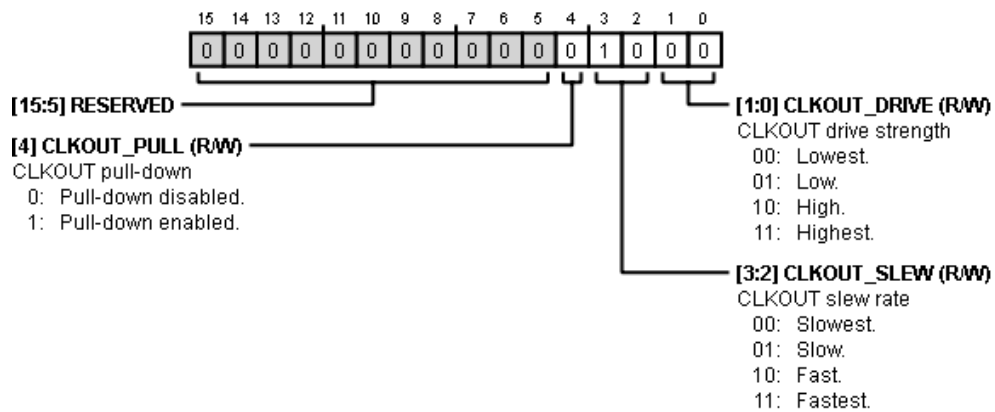 15 14 13 12 11 10 9 8 7 6 5 4 3 2 1 0
0 0 0 0 0 0 0 0 0 0 0 0 1 0 0 0
[15:5] RESERVED
[4] CLKOUT_PULL (R/W)
CLKOUT pull-down
0: Pull-down disabled.
1: Pull-down enabled.
[1:0] CLKOUT_DRIVE (R/W)
CLKOUT drive strength
00: Lowest.
01: Low.
10: High.
11: Highest.
[3:2] CLKOUT_SLEW (R/W)
CLKOUT slew rate
00: Slowest.
01: Slow.
10: Fast.
11: Fastest.